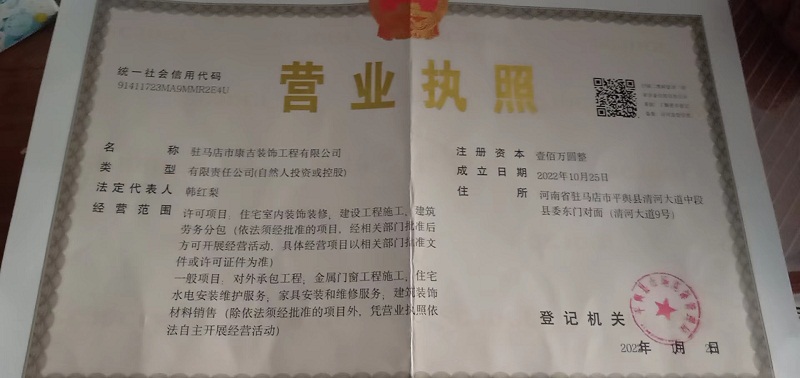 统一社会信用代码
91411723MA9MMR2E4U
营业执照
名称 驻马店市康吉装饰工程有限公司
类型 有限责任公司(自然人投资或控股)
法定代表人 韩红梨
经营范围 许可项目：住宅室内装饰装修；建设工程施工；建筑
劳务分包（依法须经批准的项目，经相关部门批准后
方可开展经营活动，具体经营项目以相关部门批准文
件或许可证件为准）
一般项目：对外承包工程；金属门窗工程施工；住宅
水电安装维护服务；家具安装和维修服务；建筑装饰
材料销售（除依法须经批准的项目外，凭营业执照依
法自主开展经营活动）
注册资本 壹佰万圆整
成立日期 2022年10月25日
住所 河南省驻马店市平舆县清河大道中段
县委东门对面（清河大道9号）
登记机关
2022年 月 日